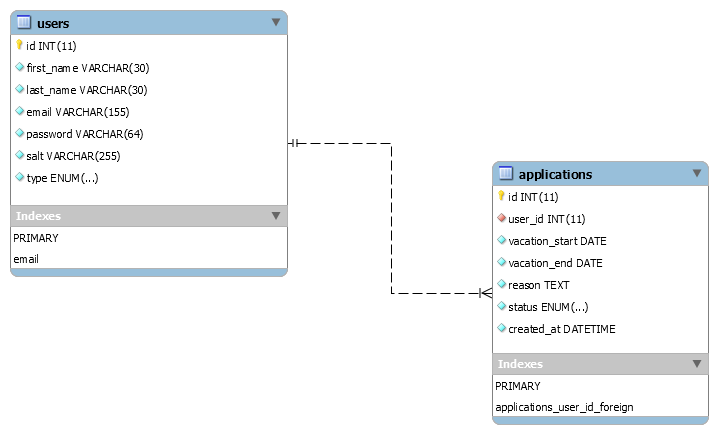 users
id INT(11)
first_name VARCHAR(30)
last_name VARCHAR(30)
email VARCHAR(155)
password VARCHAR(64)
salt VARCHAR(255)
type ENUM(...)
Indexes
PRIMARY
email
applications
id INT(11)
user_id INT(11)
vacation_start DATE
vacation_end DATE
reason TEXT
status ENUM(...)
created_at DATETIME
Indexes
PRIMARY
applications_user_id_foreign